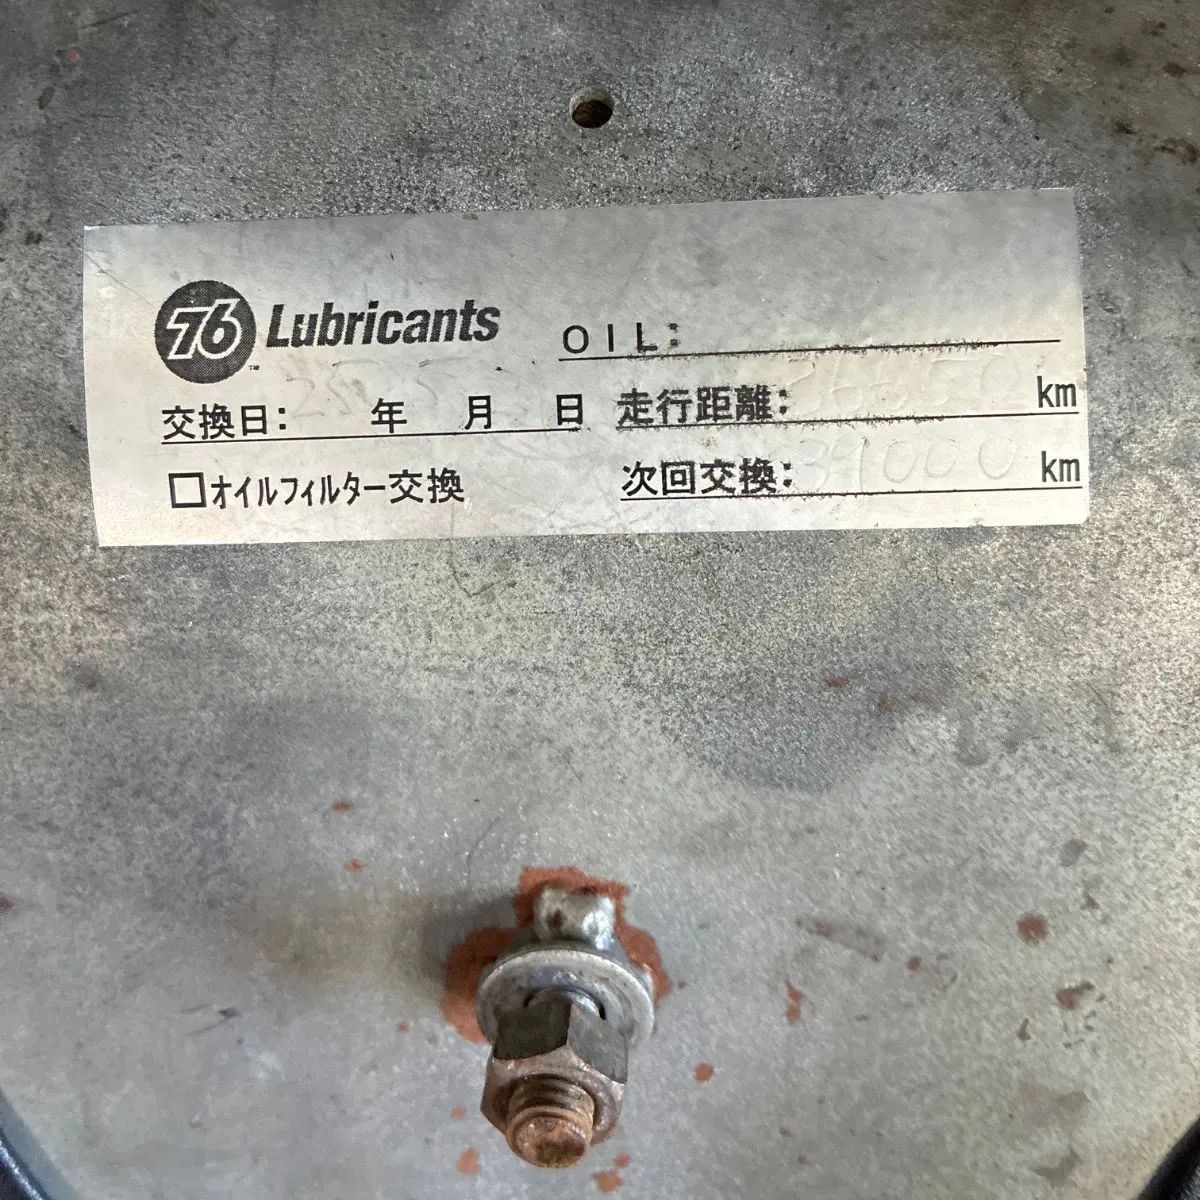 76 Lubricants OIL:
交換日: 年 月 日 走行距離: km
□オイルフィルター交換 次回交換: 39000 km